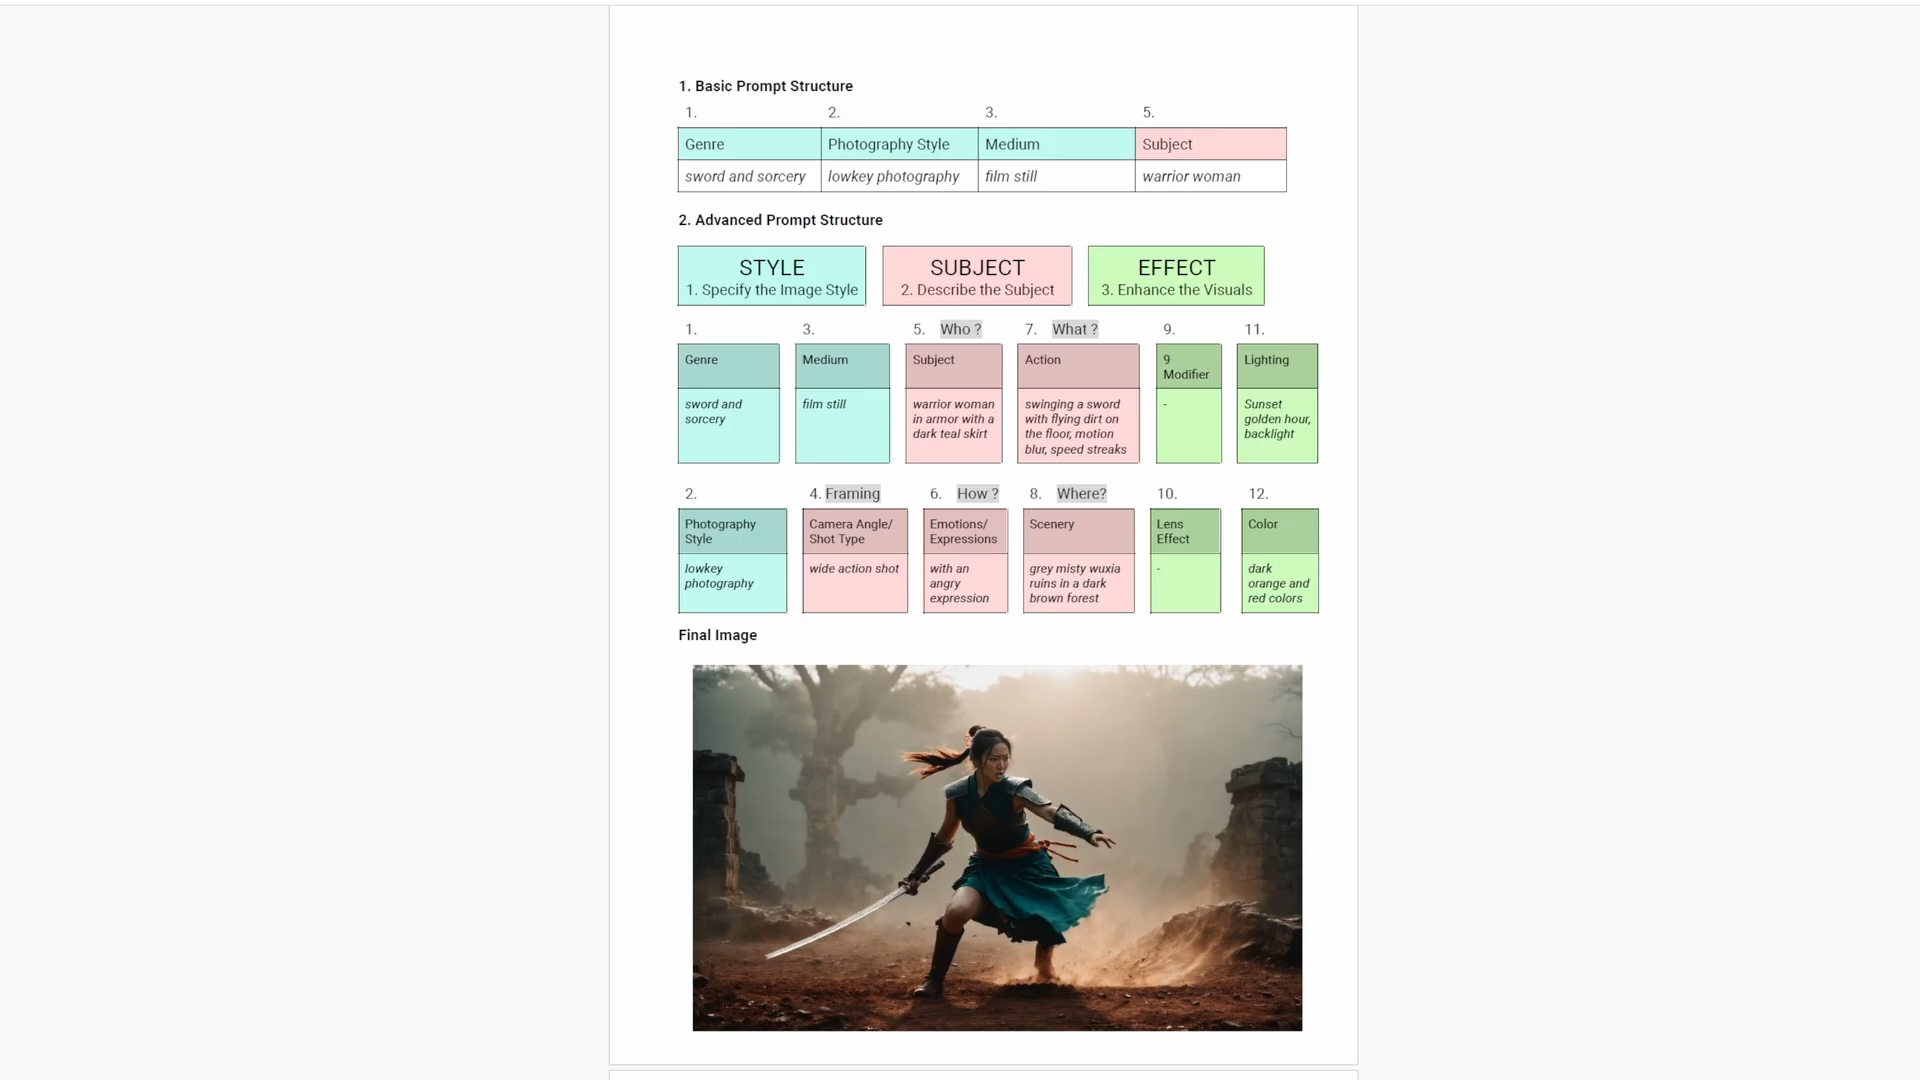 1. Basic Prompt Structure
1. 2. 3. 5.
Genre Photography Style Medium Subject
sword and sorcery lowkey photography film still warrior woman
2. Advanced Prompt Structure
STYLE
1. Specify the Image Style
SUBJECT
2. Describe the Subject
EFFECT
3. Enhance the Visuals
1.
Genre
sword and
sorcery
3.
Medium
film still
5. Who ?
Subject
warrior woman
in armor with a
dark teal skirt
7. What ?
Action
swinging a sword
with flying dirt on
the floor, motion
blur, speed streaks
9.
9
Modifier
-
11.
Lighting
Sunset
golden hour,
backlight
2.
Photography
Style
lowkey
photography
4. Framing
Camera Angle/
Shot Type
wide action shot
6. How ?
Emotions/
Expressions
with an
angry
expression
8. Where?
Scenery
grey misty wuxia
ruins in a dark
brown forest
10.
Lens
Effect
-
12.
Color
dark
orange and
red colors
Final Image